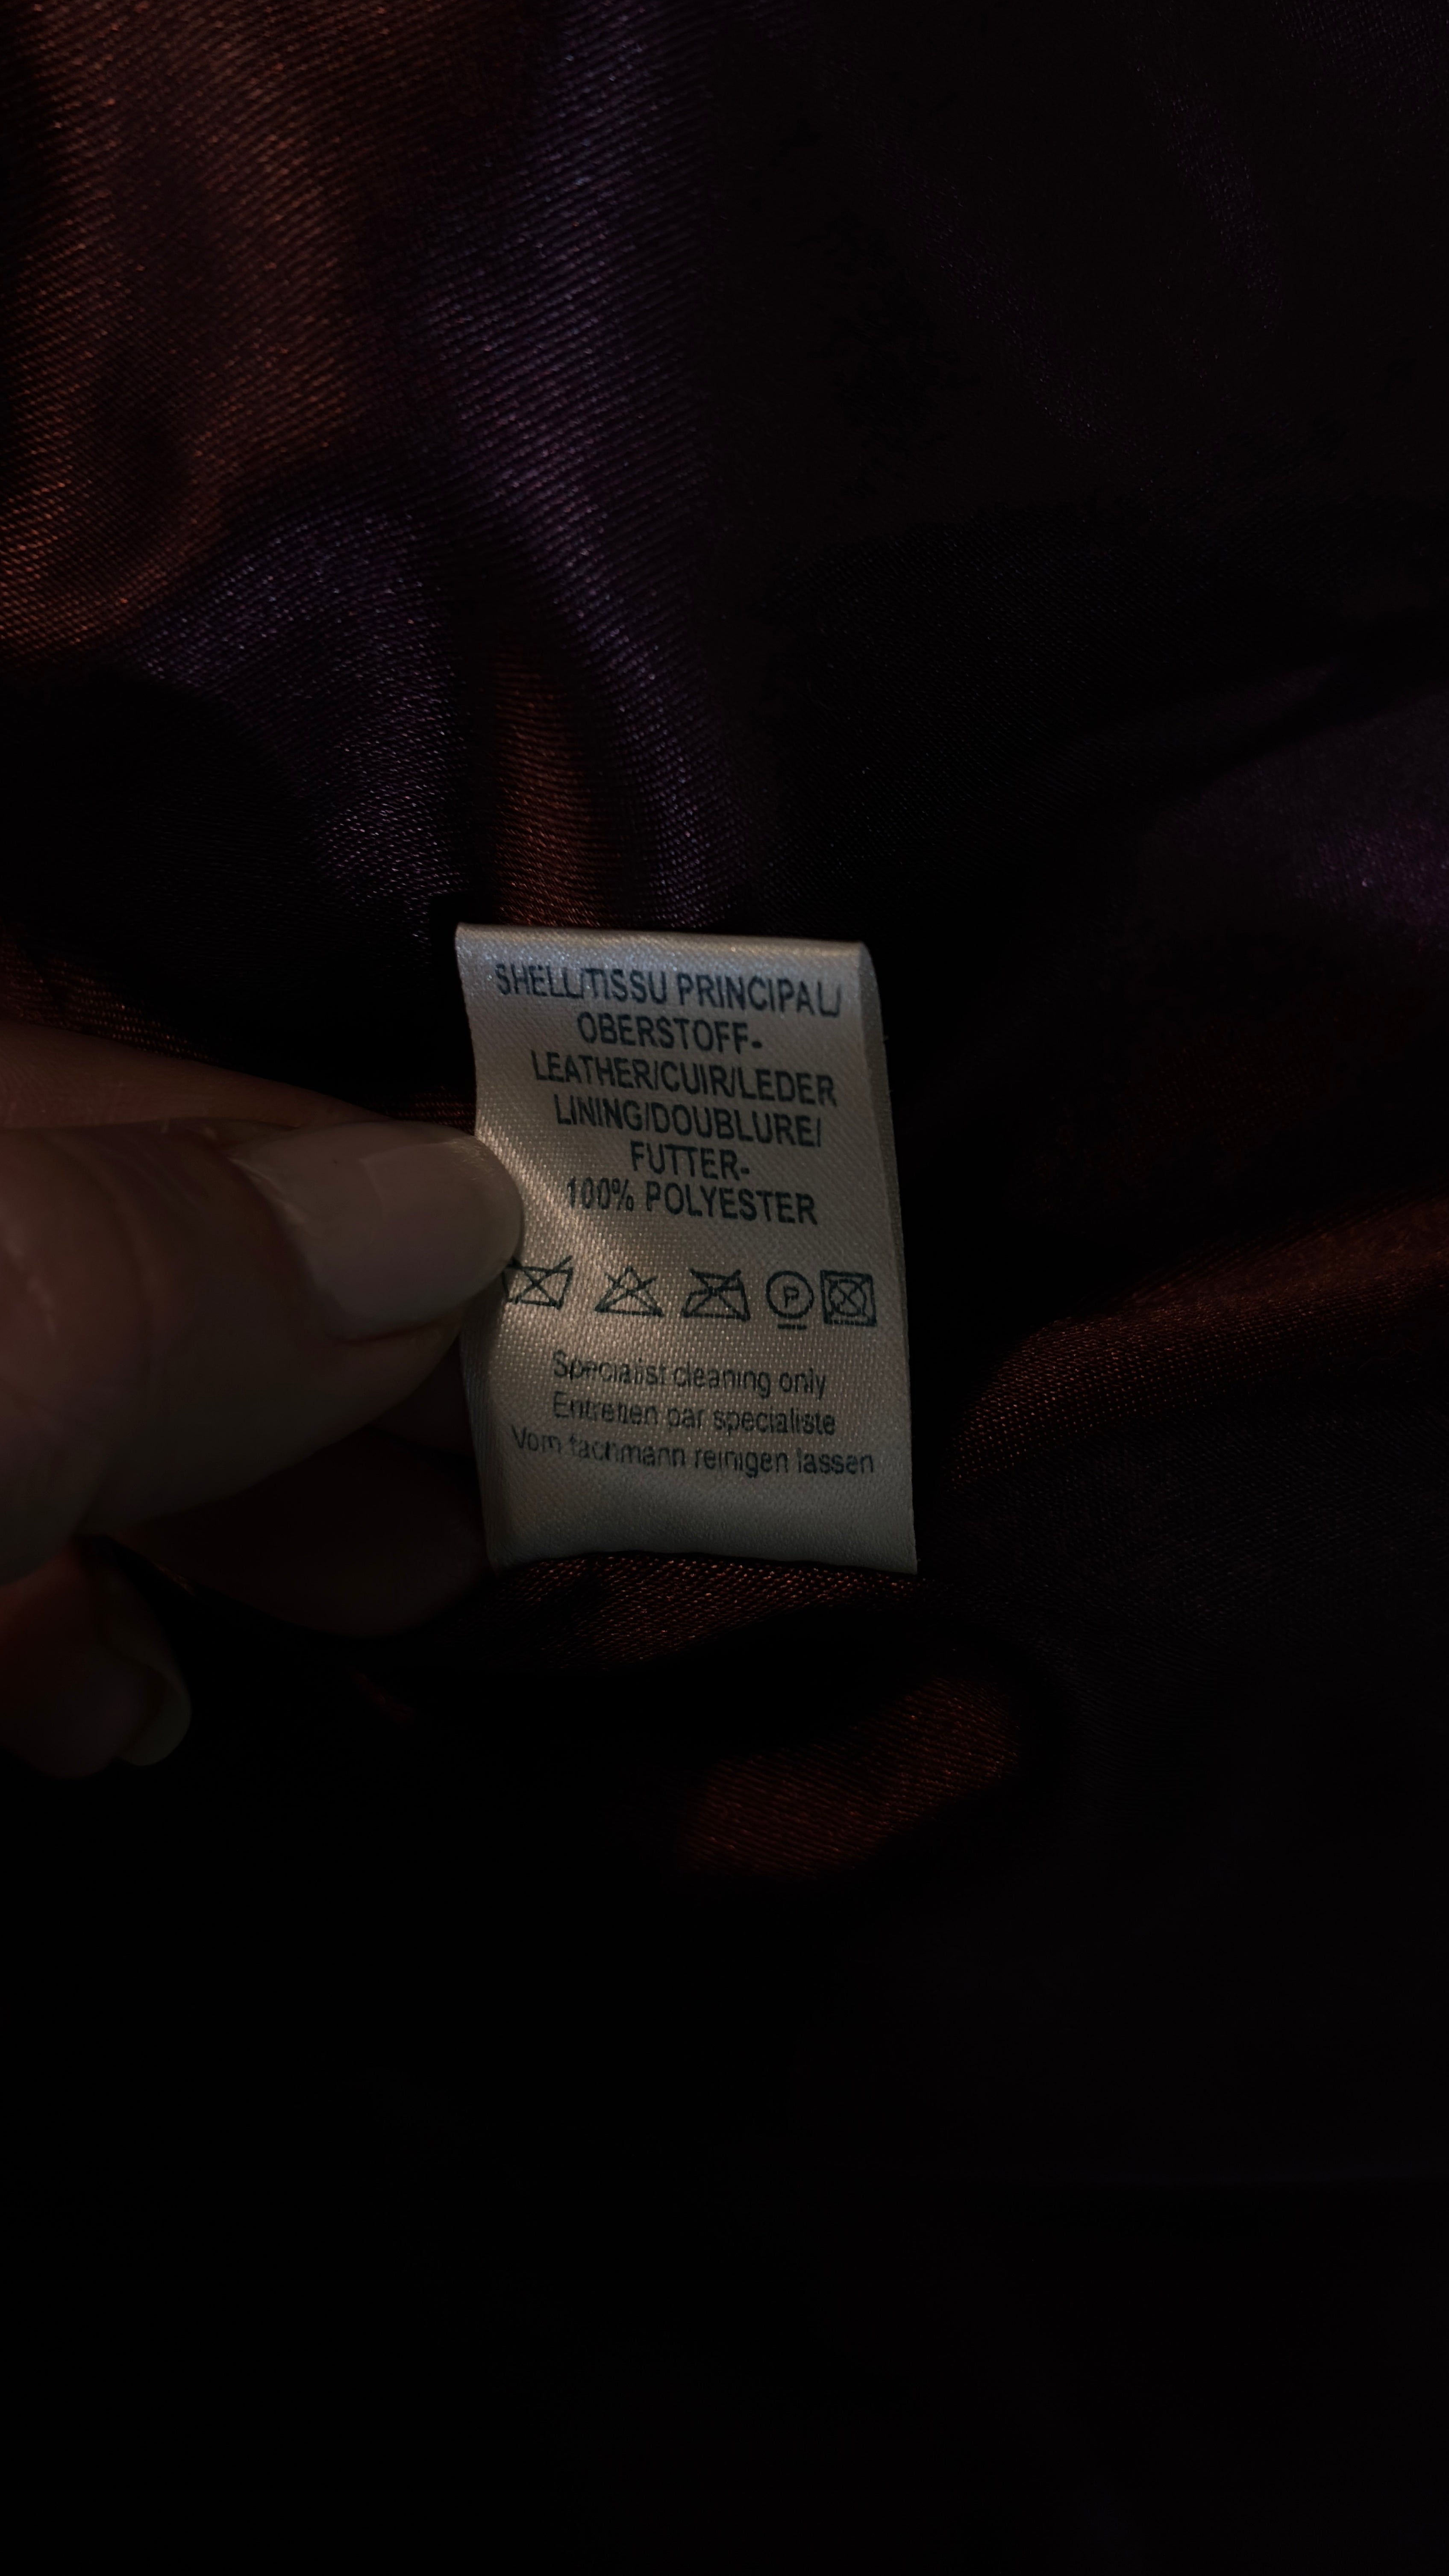 SHELL/TISSU PRINCIPAL/
OBERSTOFF-
LEATHER/CUIR/LEDER
LINING/DOUBLURE/
FUTTER-
100% POLYESTER
P
Specialist cleaning only
Entretien par specialiste
Vom fachmann reinigen lassen